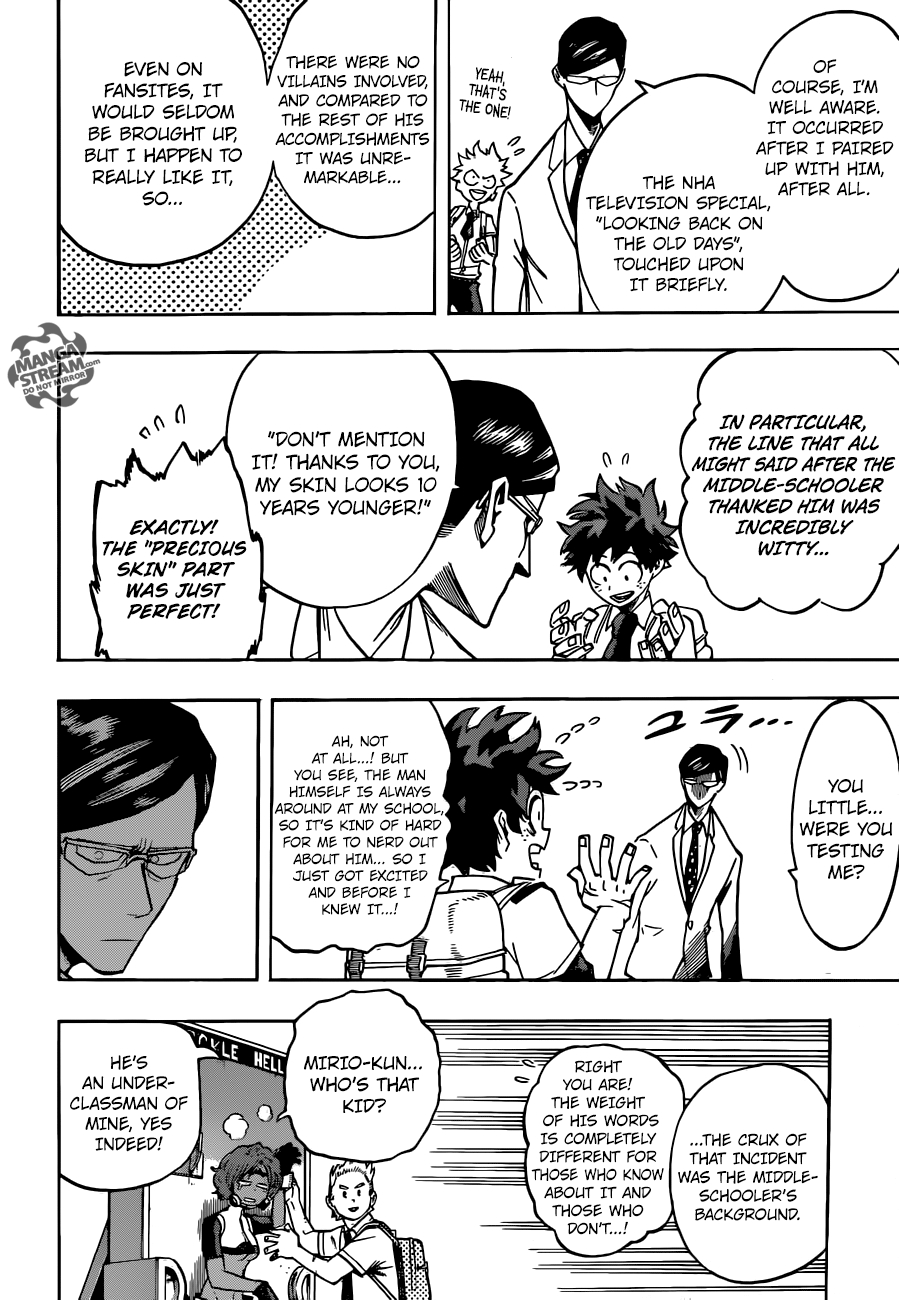 OF
COURSE, I'M
WELL AWARE.
IT OCCURRED
AFTER I PAIRED
UP WITH HIM,
AFTER ALL.
THE NHA
TELEVISION SPECIAL,
"LOOKING BACK ON
THE OLD DAYS",
TOUCHED UPON
IT BRIEFLY.
YEAH,
THAT'S
THE ONE!
THERE WERE NO
VILLAINS INVOLVED,
AND COMPARED TO
THE REST OF HIS
ACCOMPLISHMENTS
IT WAS UNRE-
MARKABLE...
EVEN ON
FANSITES, IT
WOULD SELDOM
BE BROUGHT UP,
BUT I HAPPEN TO
REALLY LIKE IT,
SO...
MANGA
STREAM.com
DO NOT MIRROR
IN PARTICULAR,
THE LINE THAT ALL
MIGHT SAID AFTER THE
MIDDLE-SCHOOLER
THANKED HIM WAS
INCREDIBLY
WITTY...
"DON'T MENTION
IT! THANKS TO YOU,
MY SKIN LOOKS 10
YEARS YOUNGER!"
EXACTLY!
THE "PRECIOUS
SKIN" PART
WAS JUST
PERFECT!
YOU
LITTLE...
WERE YOU
TESTING
ME?
ユラ...
AH, NOT
AT ALL...! BUT
YOU SEE, THE MAN
HIMSELF IS ALWAYS
AROUND AT MY SCHOOL,
SO IT'S KIND OF HARD
FOR ME TO NERD OUT
ABOUT HIM... SO I
JUST GOT EXCITED
AND BEFORE I
KNEW IT...!
...THE CRUX OF
THAT INCIDENT
WAS THE MIDDLE-
SCHOOLER'S
BACKGROUND.
RIGHT
YOU ARE!
THE WEIGHT
OF HIS WORDS
IS COMPLETELY
DIFFERENT FOR
THOSE WHO KNOW
ABOUT IT AND
THOSE WHO
DON'T...!
MIRIO-KUN...
WHO'S THAT
KID?
HE'S
AN UNDER-
CLASSMAN OF
MINE, YES
INDEED!
CKLE HELL